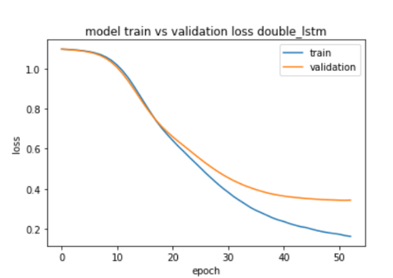 model train vs validation loss double_lstm
train
validation
1.0
0.8
0.6
0.4
0.2
loss
0 10 20 30 40 50
epoch